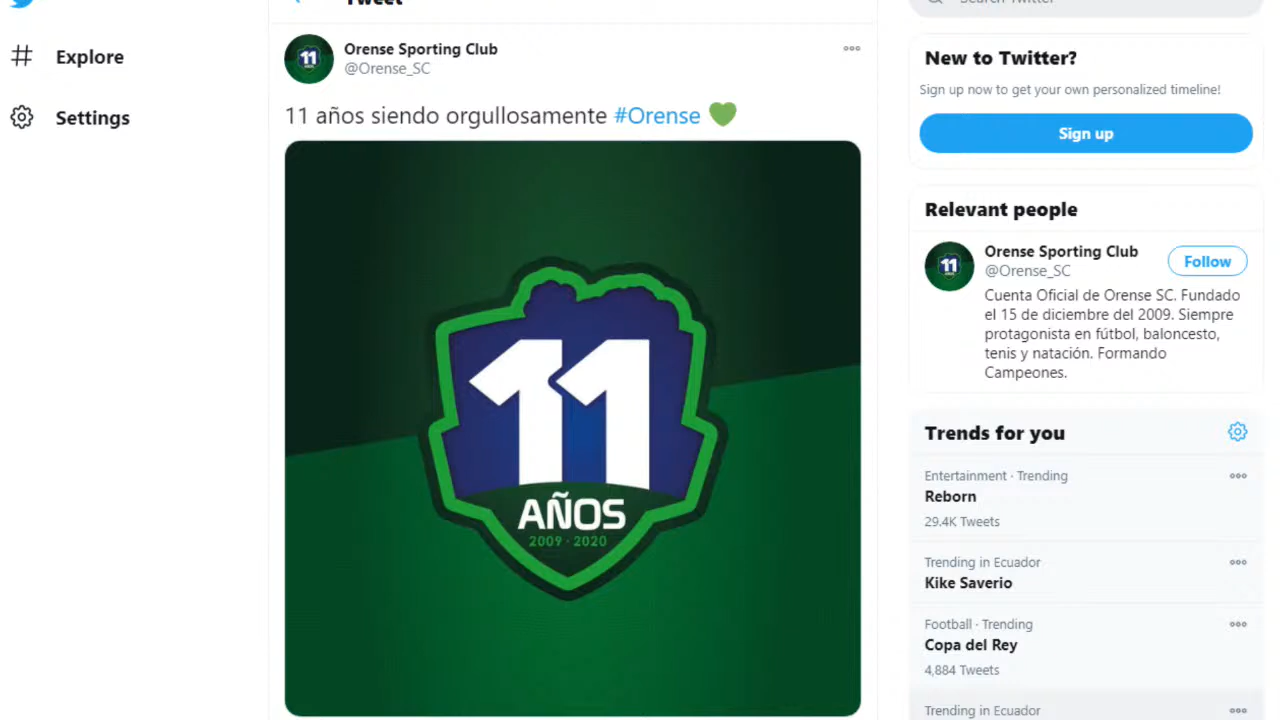 Tweet
Search Twitter
Explore
Settings
Orense Sporting Club
@Orense_SC
11 años siendo orgullosamente #Orense
11
AÑOS
2009 · 2020
New to Twitter?
Sign up now to get your own personalized timeline!
Sign up
Relevant people
Orense Sporting Club
@Orense_SC
Follow
Cuenta Oficial de Orense SC. Fundado
el 15 de diciembre del 2009. Siempre
protagonista en fútbol, baloncesto,
tenis y natación. Formando
Campeones.
Trends for you
Entertainment · Trending
Reborn
29.4K Tweets
Trending in Ecuador
Kike Saverio
Football · Trending
Copa del Rey
4,884 Tweets
Trending in Ecuador